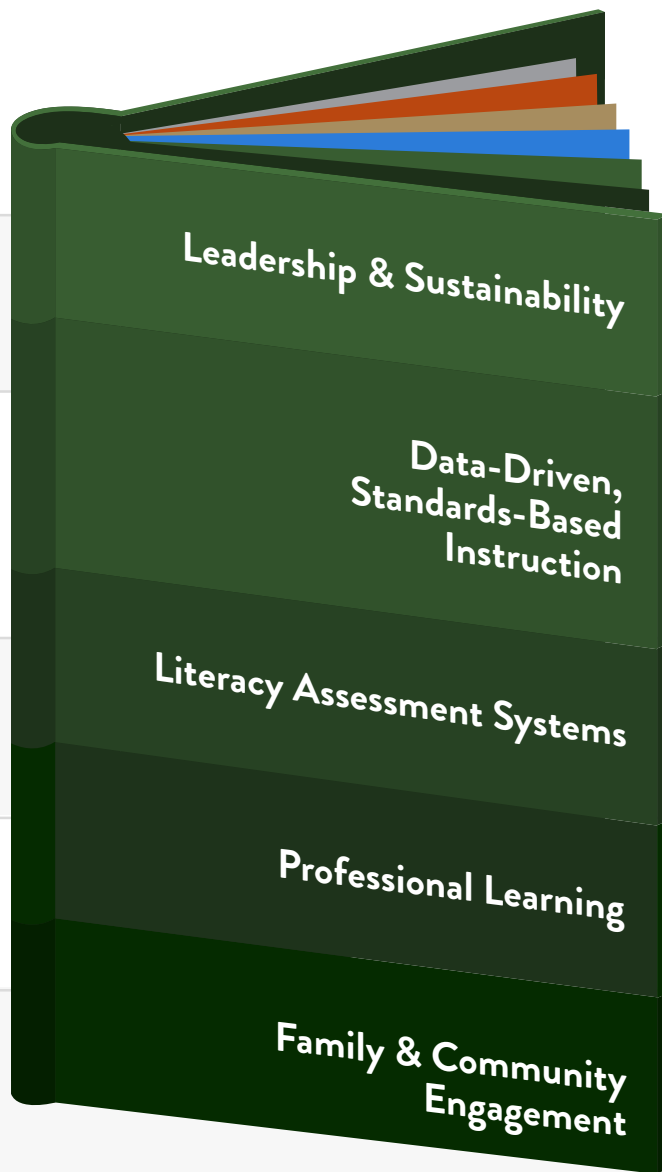 Leadership & Sustainability
Data-Driven,
Standards-Based
Instruction
Literacy Assessment Systems
Professional Learning
Family & Community
Engagement